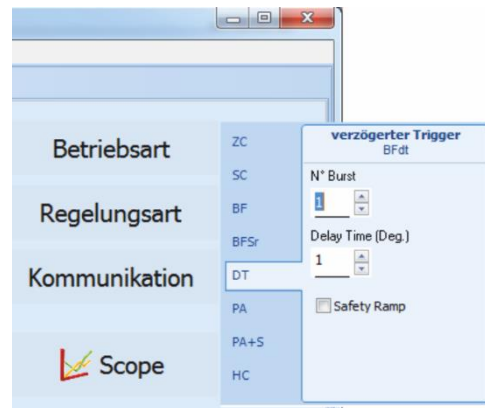 Betriebsart
Regelungsart
Kommunikation
Scope
ZC
SC
BF
BFSr
DT
PA
PA+S
HC
verzögerter Trigger
BFdt
N° Burst
1
Delay Time (Deg.)
1
Safety Ramp